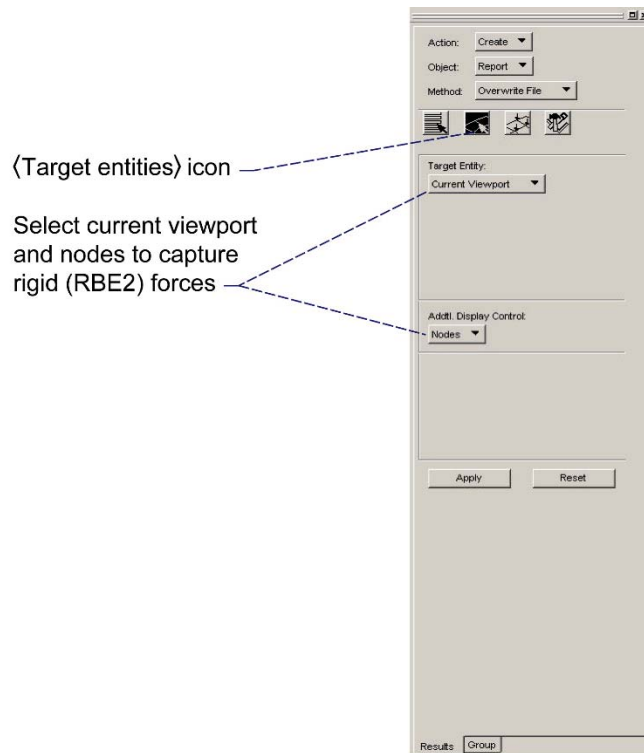 Action: Create
Object: Report
Method: Overwrite File
⟨Target entities⟩ icon
Target Entity:
Current Viewport
Select current viewport
and nodes to capture
rigid (RBE2) forces
Addtl. Display Control:
Nodes
Apply Reset
Results Group